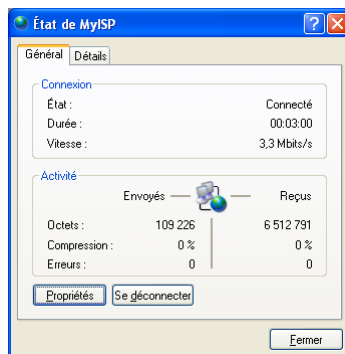 État de MyISP
Général Détails
Connexion
État : Connecté
Durée : 00:03:00
Vitesse : 3,3 Mbits/s
Activité
Envoyés Reçus
Octets : 109 226 6 512 791
Compression : 0 % 0 %
Erreurs : 0 0
Propriétés Se déconnecter
Fermer